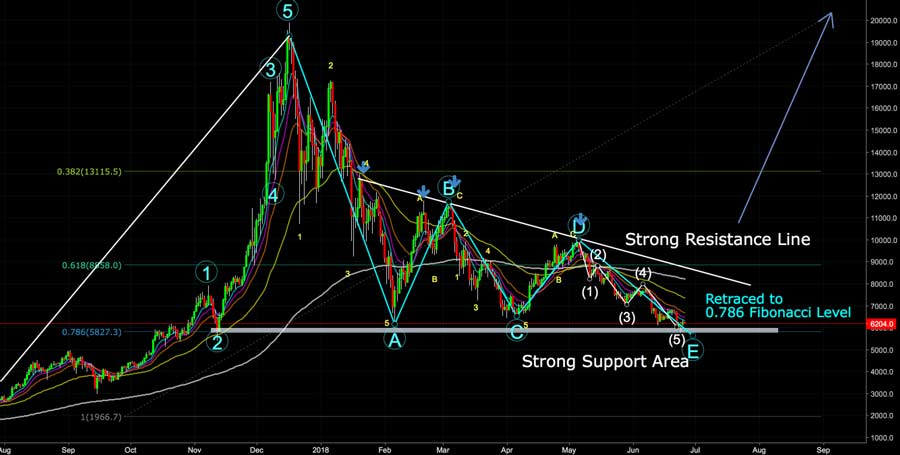 5
20000.0
19000.0
3
2
18000.0
17000.0
16000.0
15000.0
14000.0
0.382(13115.5)
4
13000.0
4
B
C
A
12000.0
11000.0
D
1
2
A
C
Strong Resistance Line
10000.0
4
(2)
0.618(8858.0)
1
3
B
1
B
(1)
(4)
9000.0
8000.0
3
(3)
Retraced to
0.786 Fibonacci Level
7000.0
5
5
6204.0
0.786(5827.3)
2
A
C
(5)
E
Strong Support Area
5000.0
4000.0
3000.0
1(1966.7)
2000.0
1000.0
Aug
Sep
Oct
Nov
Dec
2018
Feb
Mar
Apr
May
Jun
Jul
Aug
Sep